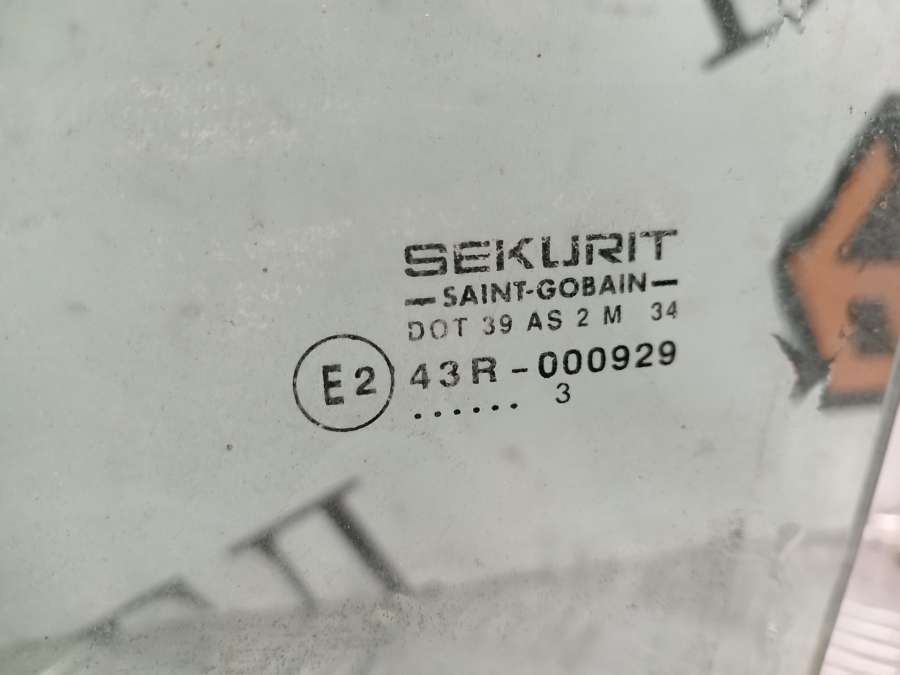 SEKURIT
SAINT-GOBAIN
DOT 39 AS 2 M 34
E2 43R-000929
...... 3